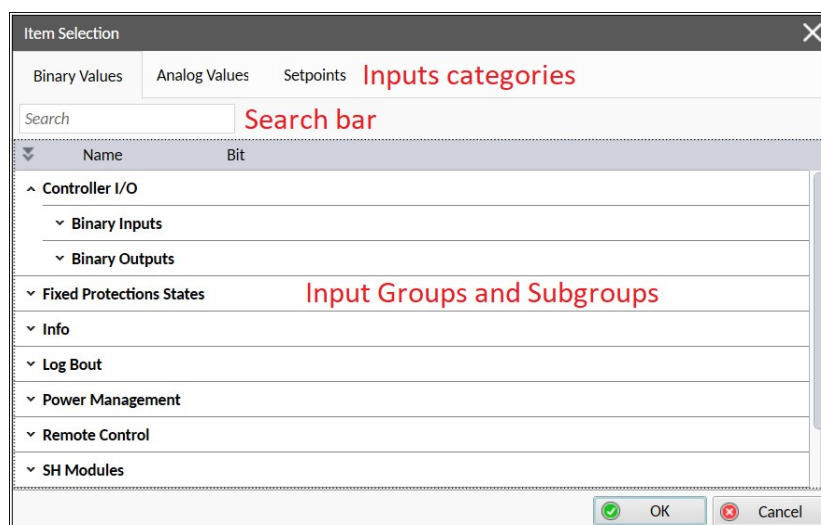 Item Selection
Binary Values Analog Values Setpoints Inputs categories
Search Search bar
Name Bit
Controller I/O
Binary Inputs
Binary Outputs
Fixed Protections States Input Groups and Subgroups
Info
Log Bout
Power Management
Remote Control
SH Modules
OK Cancel